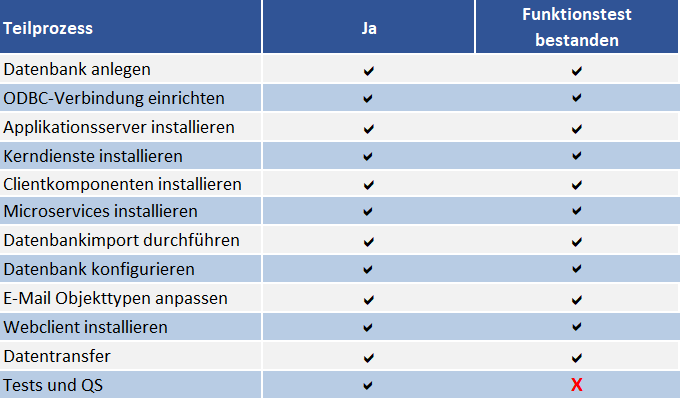 Teilprozess Ja Funktionstest
bestanden
Datenbank anlegen ✓ ✓
ODBC-Verbindung einrichten ✓ ✓
Applikationsserver installieren ✓ ✓
Kerndienste installieren ✓ ✓
Clientkomponenten installieren ✓ ✓
Microservices installieren ✓ ✓
Datenbankimport durchführen ✓ ✓
Datenbank konfigurieren ✓ ✓
E-Mail Objekttypen anpassen ✓ ✓
Webclient installieren ✓ ✓
Datentransfer ✓ ✓
Tests und QS ✓ X